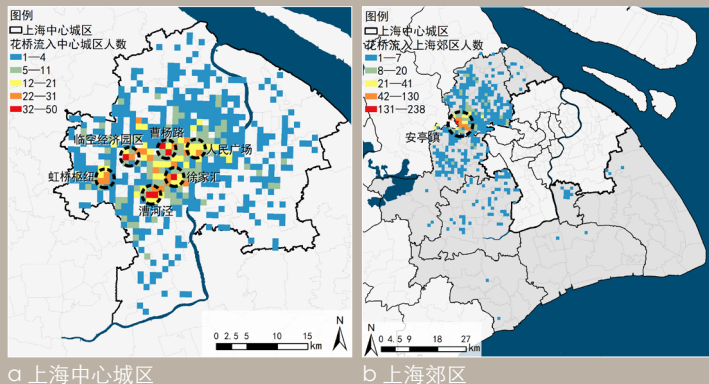 图例
上海中心城区
花桥流入中心城区人数
1—4
5—11
12—21
22—31
32—50
临空经济园区
曹杨路
人民广场
虹桥枢纽
徐家汇
漕河泾
0 2.5 5 10 15
km
N
a 上海中心城区
图例
上海中心城区
花桥流入上海郊区人数
1—7
8—20
21—41
42—130
131—238
安亭镇
0 4.5 9 18 27
km
N
b 上海郊区